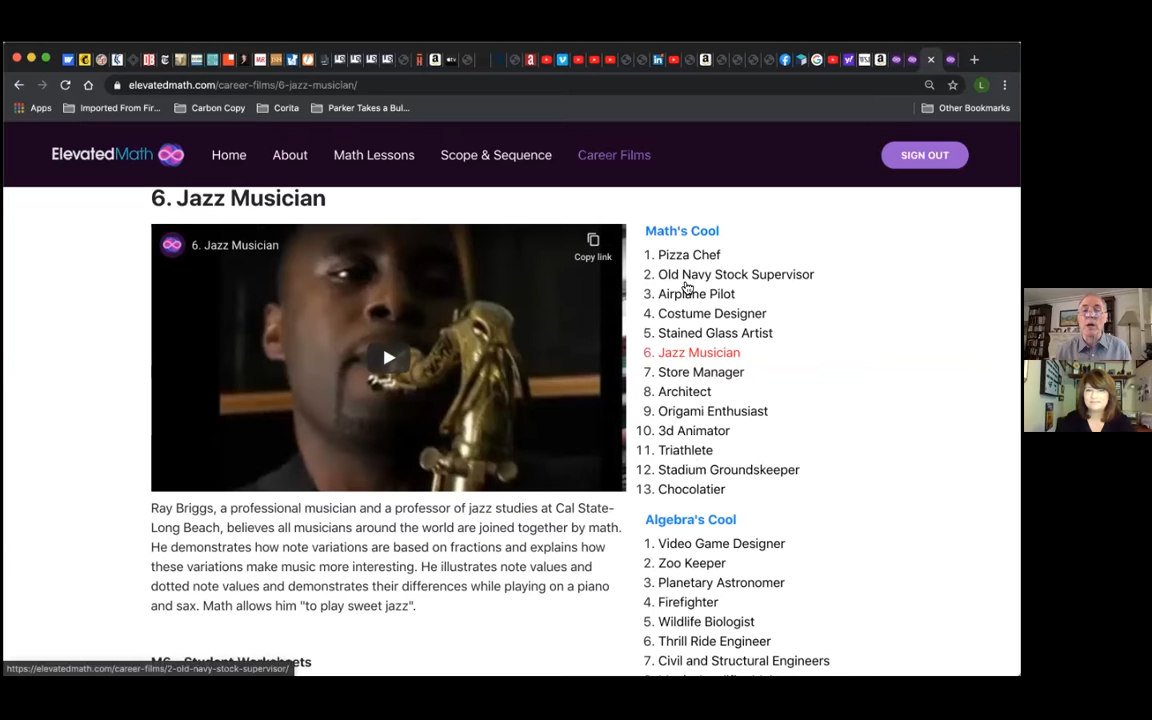 elevatedmath.com/career-films/6-jazz-musician/
L
Apps
Imported From Fir...
Carbon Copy
Corita
Parker Takes a Bul...
Other Bookmarks
ElevatedMath
Home
About
Math Lessons
Scope & Sequence
Career Films
SIGN OUT
6. Jazz Musician
6. Jazz Musician
Copy link
Ray Briggs, a professional musician and a professor of jazz studies at Cal State-
Long Beach, believes all musicians around the world are joined together by math.
He demonstrates how note variations are based on fractions and explains how
these variations make music more interesting. He illustrates note values and
dotted note values and demonstrates their differences while playing on a piano
and sax. Math allows him "to play sweet jazz".
Math's Cool
1. Pizza Chef
2. Old Navy Stock Supervisor
3. Airplane Pilot
4. Costume Designer
5. Stained Glass Artist
6. Jazz Musician
7. Store Manager
8. Architect
9. Origami Enthusiast
10. 3d Animator
11. Triathlete
12. Stadium Groundskeeper
13. Chocolatier
Algebra's Cool
1. Video Game Designer
2. Zoo Keeper
3. Planetary Astronomer
4. Firefighter
5. Wildlife Biologist
6. Thrill Ride Engineer
7. Civil and Structural Engineers
M6 - Student Worksheets
https://elevatedmath.com/career-films/2-old-navy-stock-supervisor/